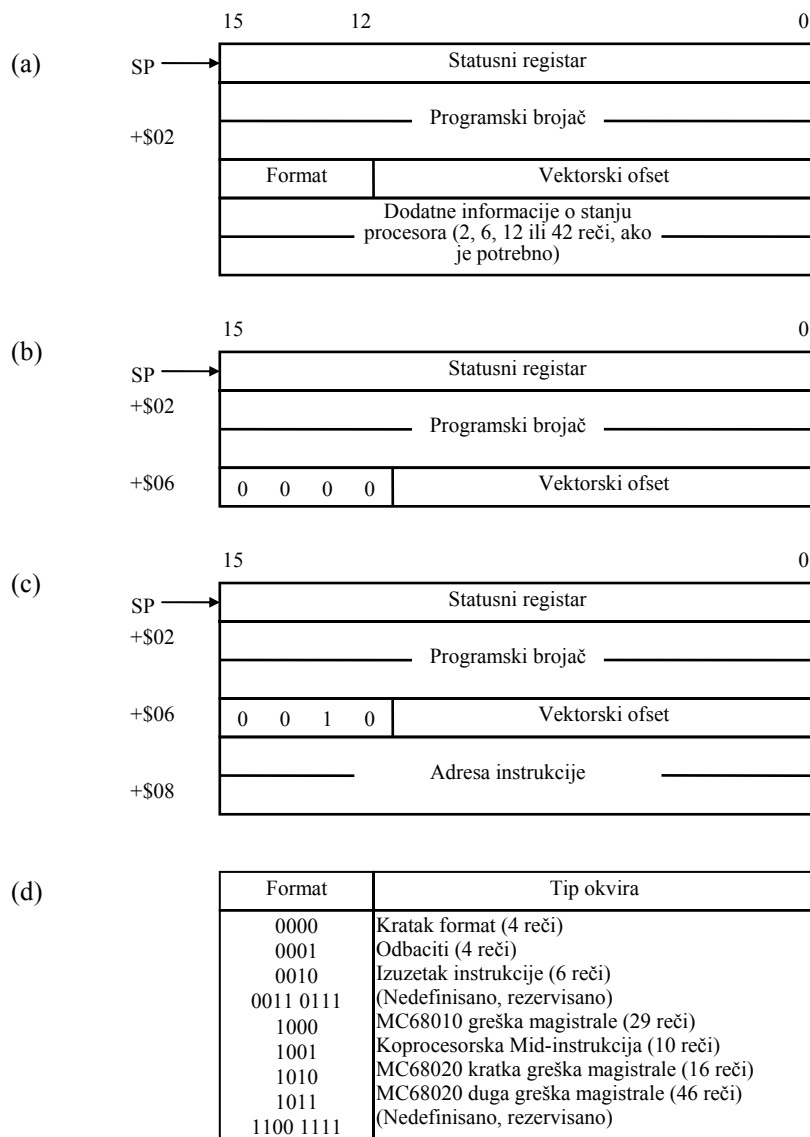 15 12 0
(a)
SP Statusni registar
Programski brojač
+$02
Format Vektorski ofset
Dodatne informacije o stanju
procesora (2, 6, 12 ili 42 reči, ako
je potrebno)
15 0
(b)
SP Statusni registar
+$02
Programski brojač
+$06 0 0 0 0 Vektorski ofset
15 0
(c)
SP Statusni registar
+$02
Programski brojač
+$06 0 0 1 0 Vektorski ofset
Adresa instrukcije
+$08
(d)
Format Tip okvira
0000 Kratak format (4 reči)
0001 Odbaciti (4 reči)
0010 Izuzetak instrukcije (6 reči)
0011 0111 (Nedefinisano, rezervisano)
1000 MC68010 greška magistrale (29 reči)
1001 Koprocesorska Mid-instrukcija (10 reči)
1010 MC68020 kratka greška magistrale (16 reči)
1011 MC68020 duga greška magistrale (46 reči)
1100 1111 (Nedefinisano, rezervisano)